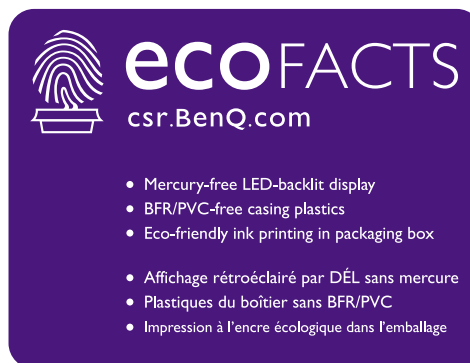 ecoFACTS
csr.BenQ.com
• Mercury-free LED-backlit display
• BFR/PVC-free casing plastics
• Eco-friendly ink printing in packaging box
• Affichage rétroéclairé par DÉL sans mercure
• Plastiques du boîtier sans BFR/PVC
• Impression à l'encre écologique dans l'emballage